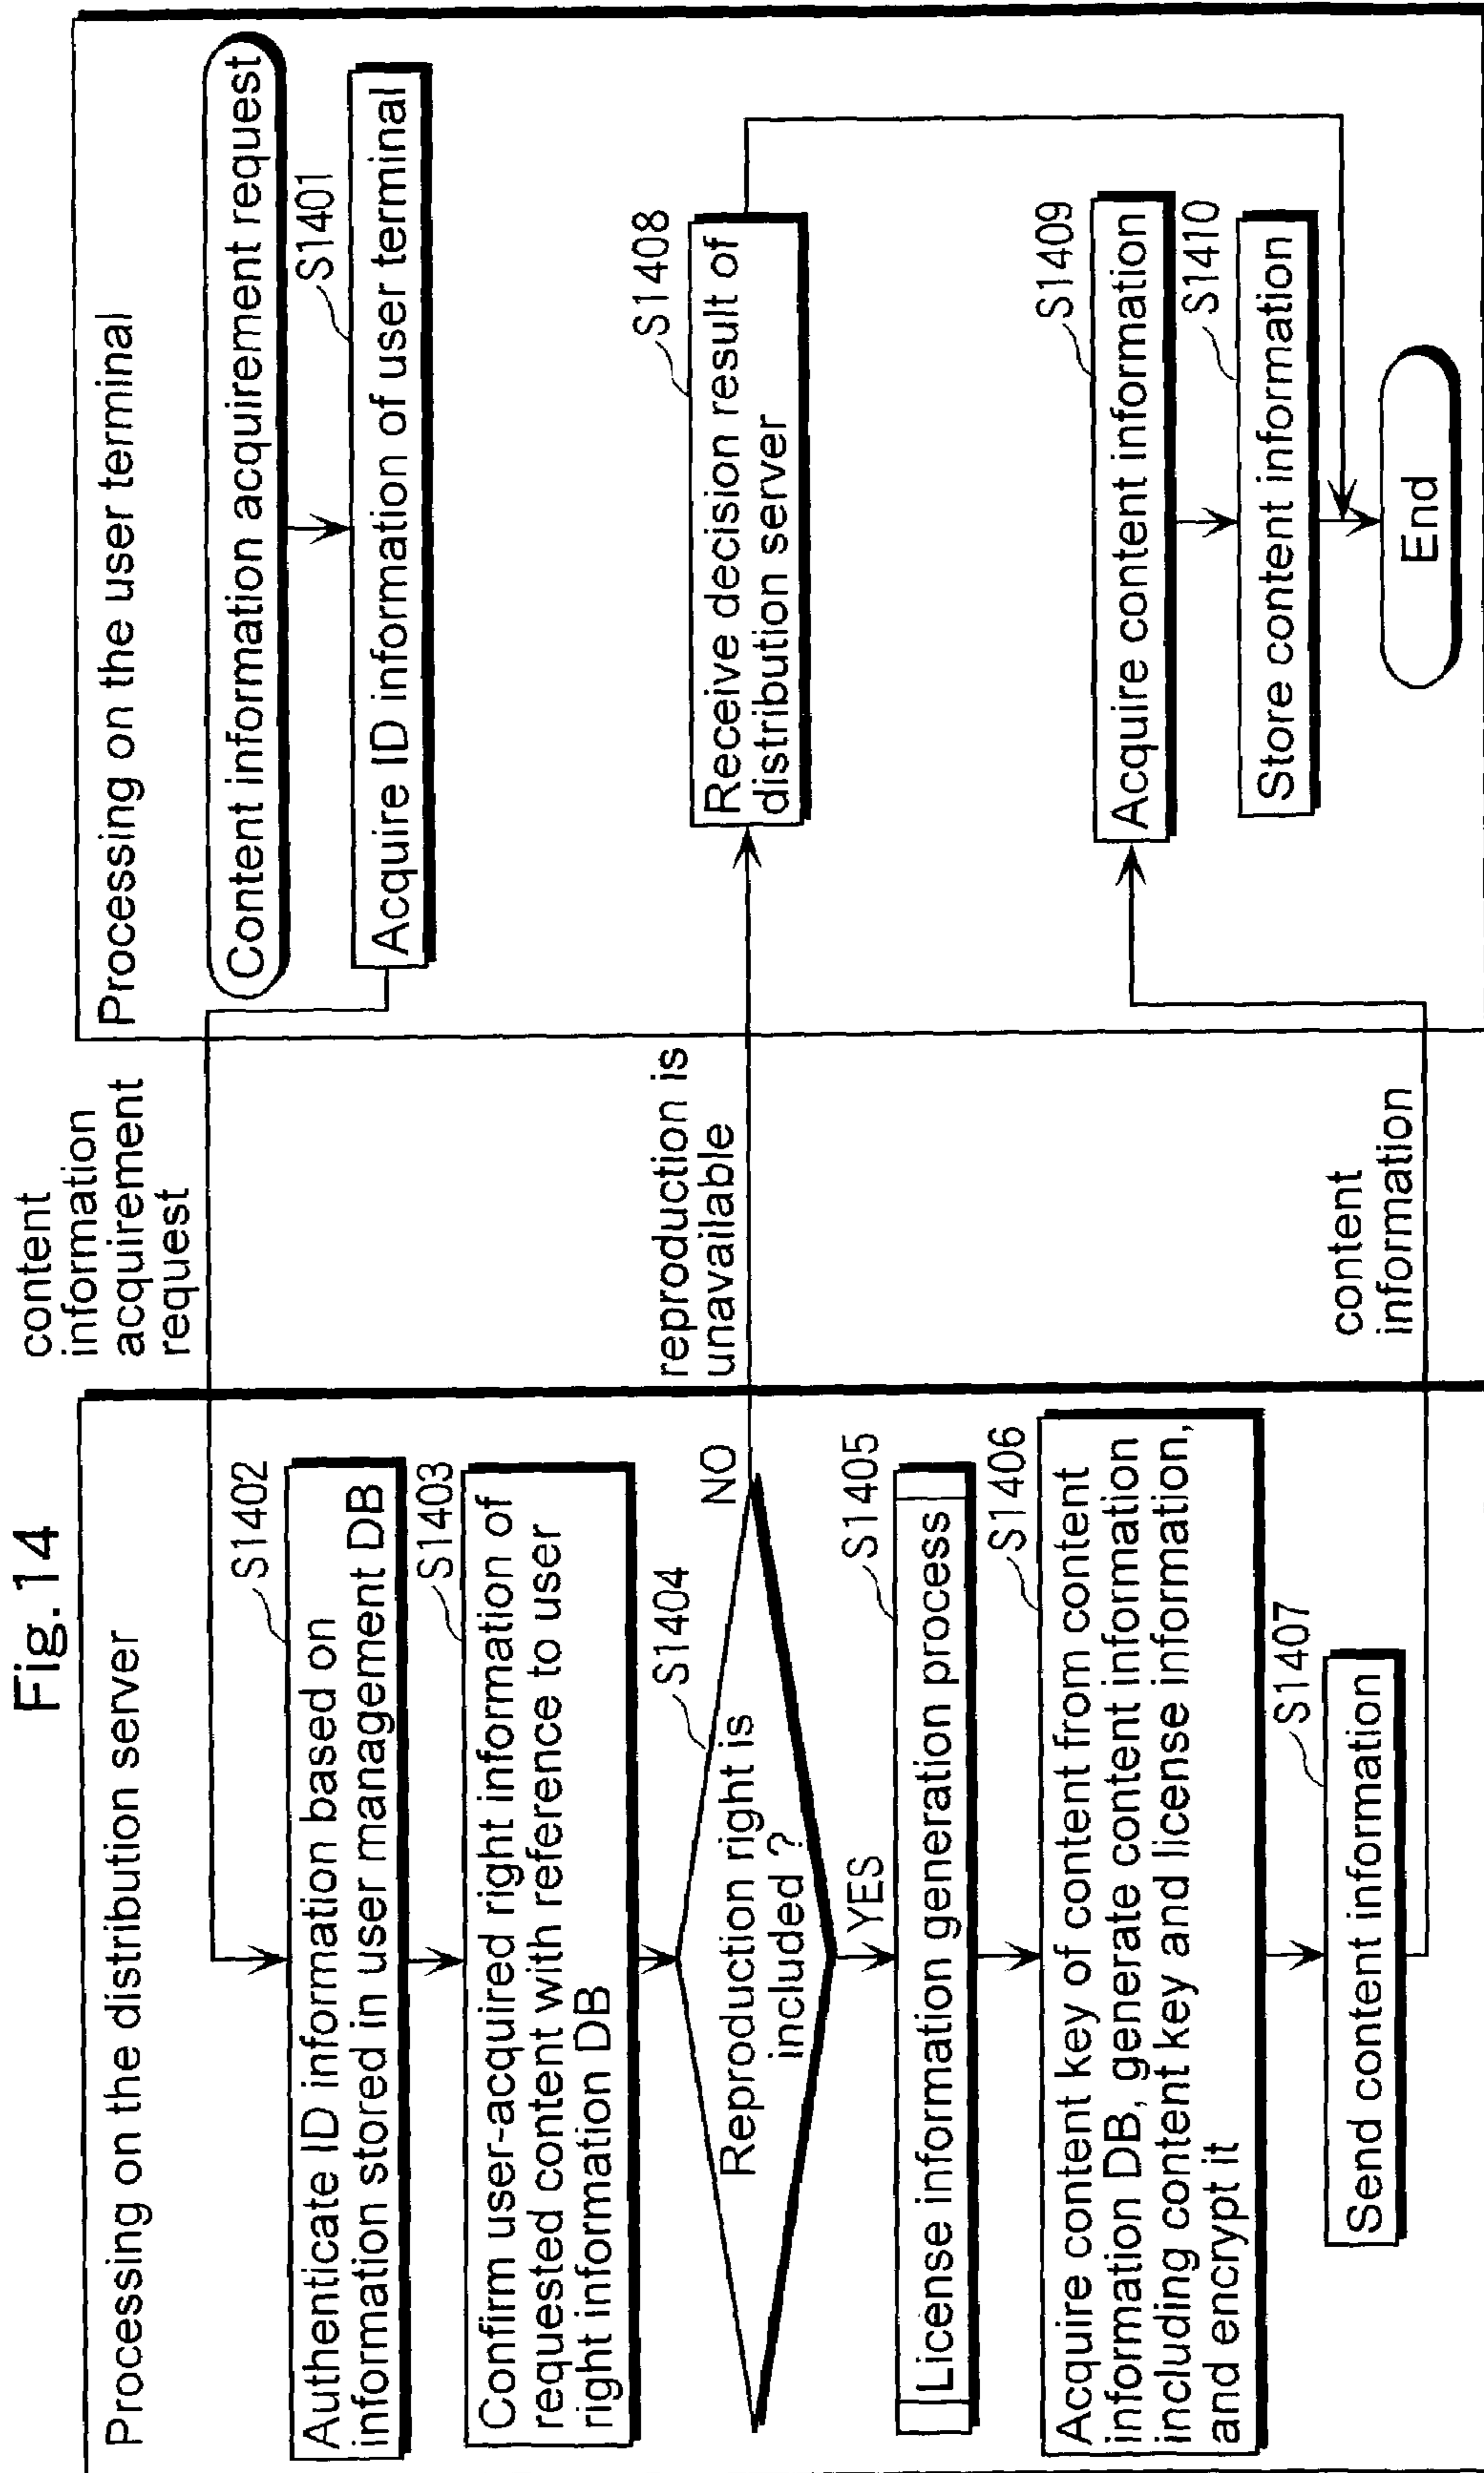 Fig. 14
Processing on the distribution server
S1402
Authenticate ID information based on
information stored in user management DB
S1403
Confirm user-acquired right information of
requested content with reference to user
right information DB
S1404
Reproduction right is
included ?
NO
YES
S1405
License information generation process
S1406
Acquire content key of content from content
information DB, generate content information
including content key and license information,
and encrypt it
S1407
Send content information
content
information
acquirement
request
reproduction is
unavailable
content
information
Processing on the user terminal
Content information acquirement request
S1401
Acquire ID information of user terminal
S1408
Receive decision result of
distribution server
S1409
Acquire content information
S1410
Store content information
End